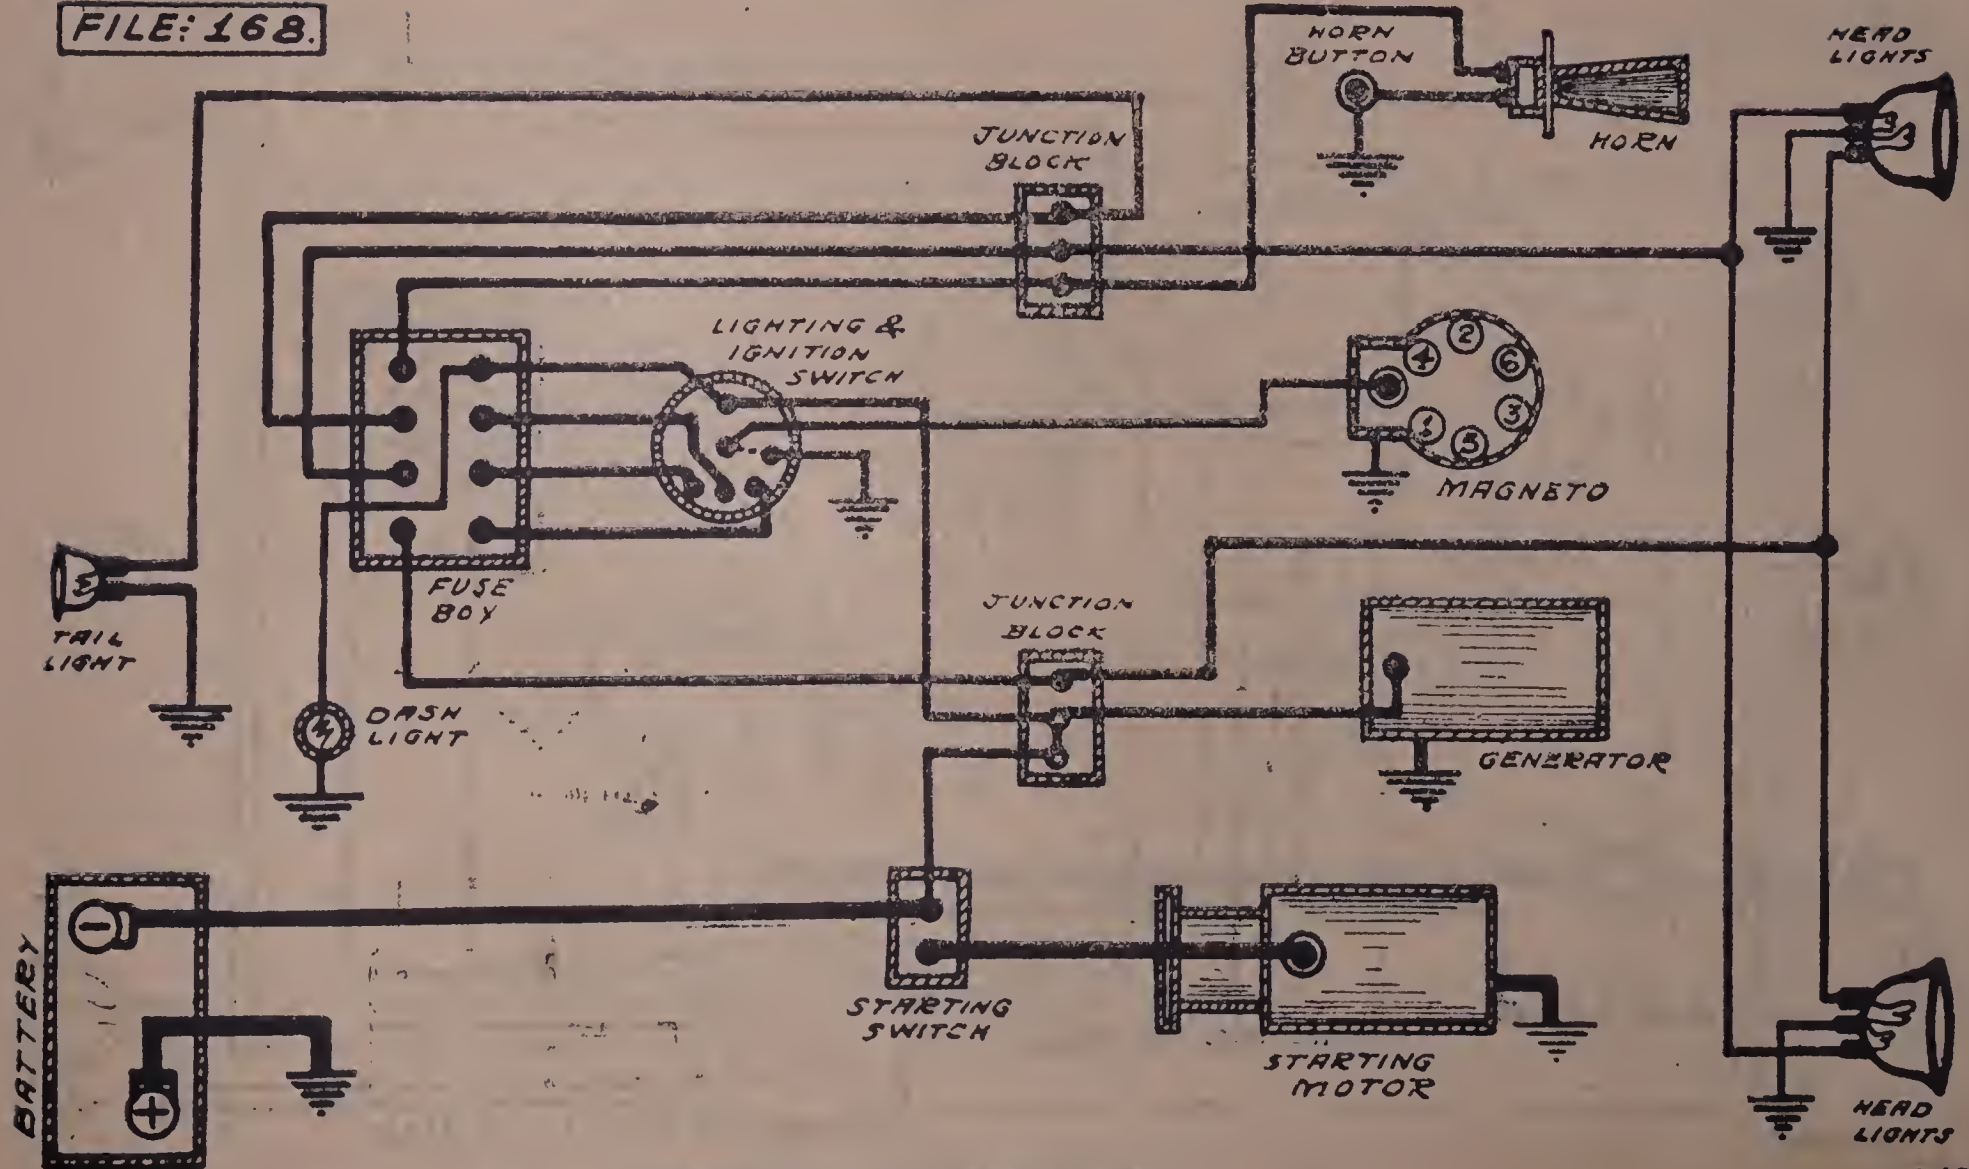 FILE: 168.
HORN
BUTTON
HEAD
LIGHTS
JUNCTION
BLOCK
HORN
LIGHTING &
IGNITION
SWITCH
2
4
6
1
3
5
MAGNETO
FUSE
BOX
JUNCTION
BLOCK
TAIL
LIGHT
DASH
LIGHT
GENERATOR
BATTERY
-
+
STARTING
SWITCH
STARTING
MOTOR
HEAD
LIGHTS